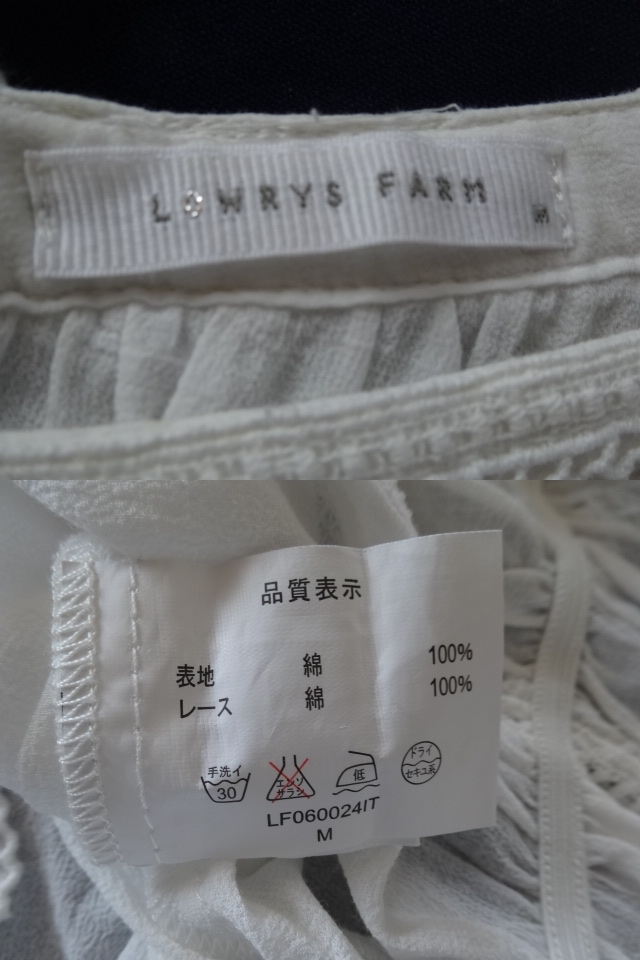 LOWRYS FARM
M
品質表示
表地 綿 100%
レース 綿 100%
手洗イ 30
エンソ サラシ
低
ドライ セキユ系
LF060024IT
M